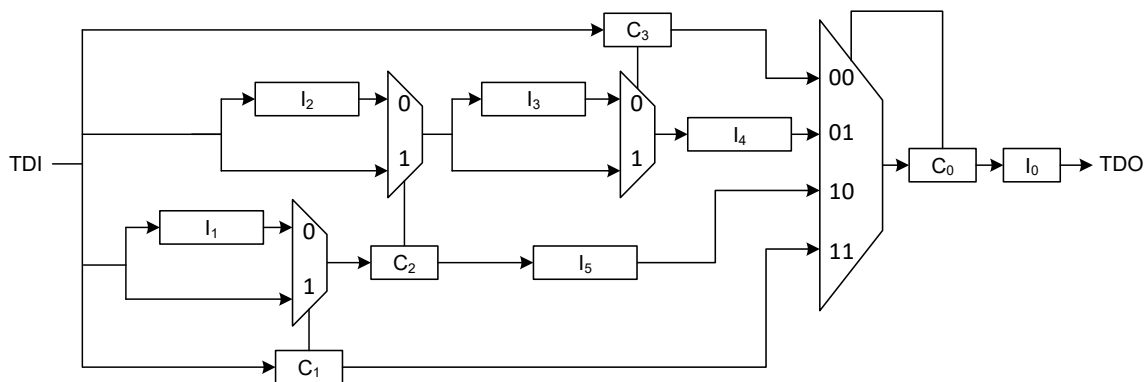 C₃
00
I₂
0
I₃
0
01
I₄
1
1
TDI
C₀
I₀
TDO
10
I₁
0
C₂
I₅
11
1
C₁